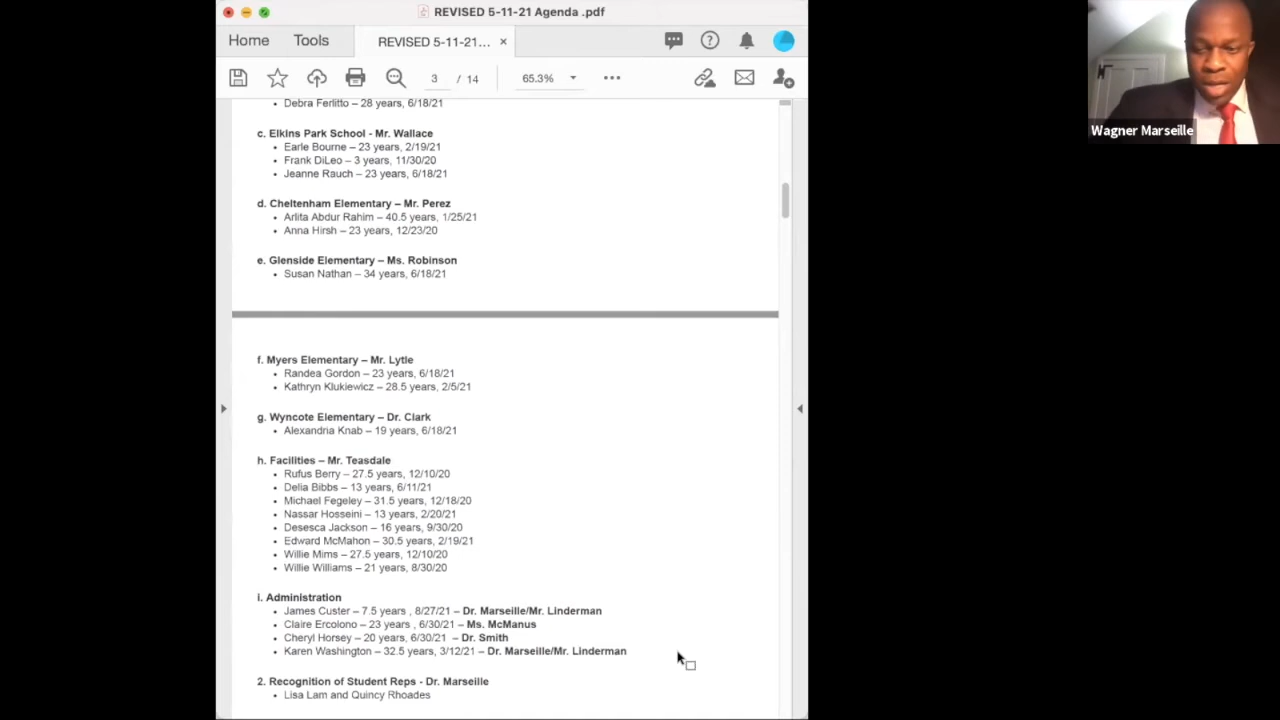 REVISED 5-11-21 Agenda .pdf
Home Tools REVISED 5-11-21... ×
3 / 14 65.3%
Wagner Marseille
• Debra Ferlitto – 28 years, 6/18/21
c. Elkins Park School - Mr. Wallace
• Earle Bourne – 23 years, 2/19/21
• Frank DiLeo – 3 years, 11/30/20
• Jeanne Rauch – 23 years, 6/18/21
d. Cheltenham Elementary – Mr. Perez
• Arlita Abdur Rahim – 40.5 years, 1/25/21
• Anna Hirsh – 23 years, 12/23/20
e. Glenside Elementary – Ms. Robinson
• Susan Nathan – 34 years, 6/18/21
f. Myers Elementary – Mr. Lytle
• Randea Gordon – 23 years, 6/18/21
• Kathryn Klukiewicz – 28.5 years, 2/5/21
g. Wyncote Elementary – Dr. Clark
• Alexandria Knab – 19 years, 6/18/21
h. Facilities – Mr. Teasdale
• Rufus Berry – 27.5 years, 12/10/20
• Delia Bibbs – 13 years, 6/11/21
• Michael Fegeley – 31.5 years, 12/18/20
• Nassar Hosseini – 13 years, 2/20/21
• Desesca Jackson – 16 years, 9/30/20
• Edward McMahon – 30.5 years, 2/19/21
• Willie Mims – 27.5 years, 12/10/20
• Willie Williams – 21 years, 8/30/20
i. Administration
• James Custer – 7.5 years , 8/27/21 – Dr. Marseille/Mr. Linderman
• Claire Ercolono – 23 years , 6/30/21 – Ms. McManus
• Cheryl Horsey – 20 years, 6/30/21 – Dr. Smith
• Karen Washington – 32.5 years, 3/12/21 – Dr. Marseille/Mr. Linderman
2. Recognition of Student Reps - Dr. Marseille
• Lisa Lam and Quincy Rhoades